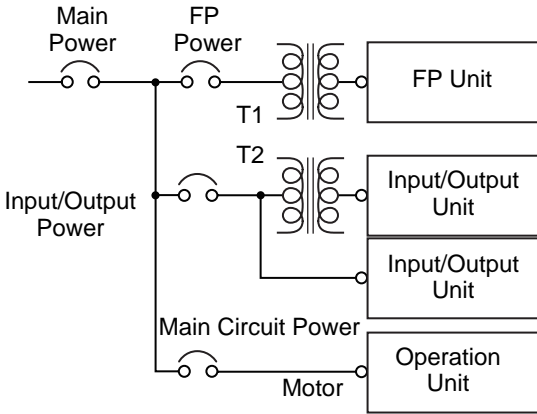 Main
Power
FP
Power
FP Unit
T1
T2
Input/Output
Power
Input/Output
Unit
Input/Output
Unit
Main Circuit Power
Motor
Operation
Unit